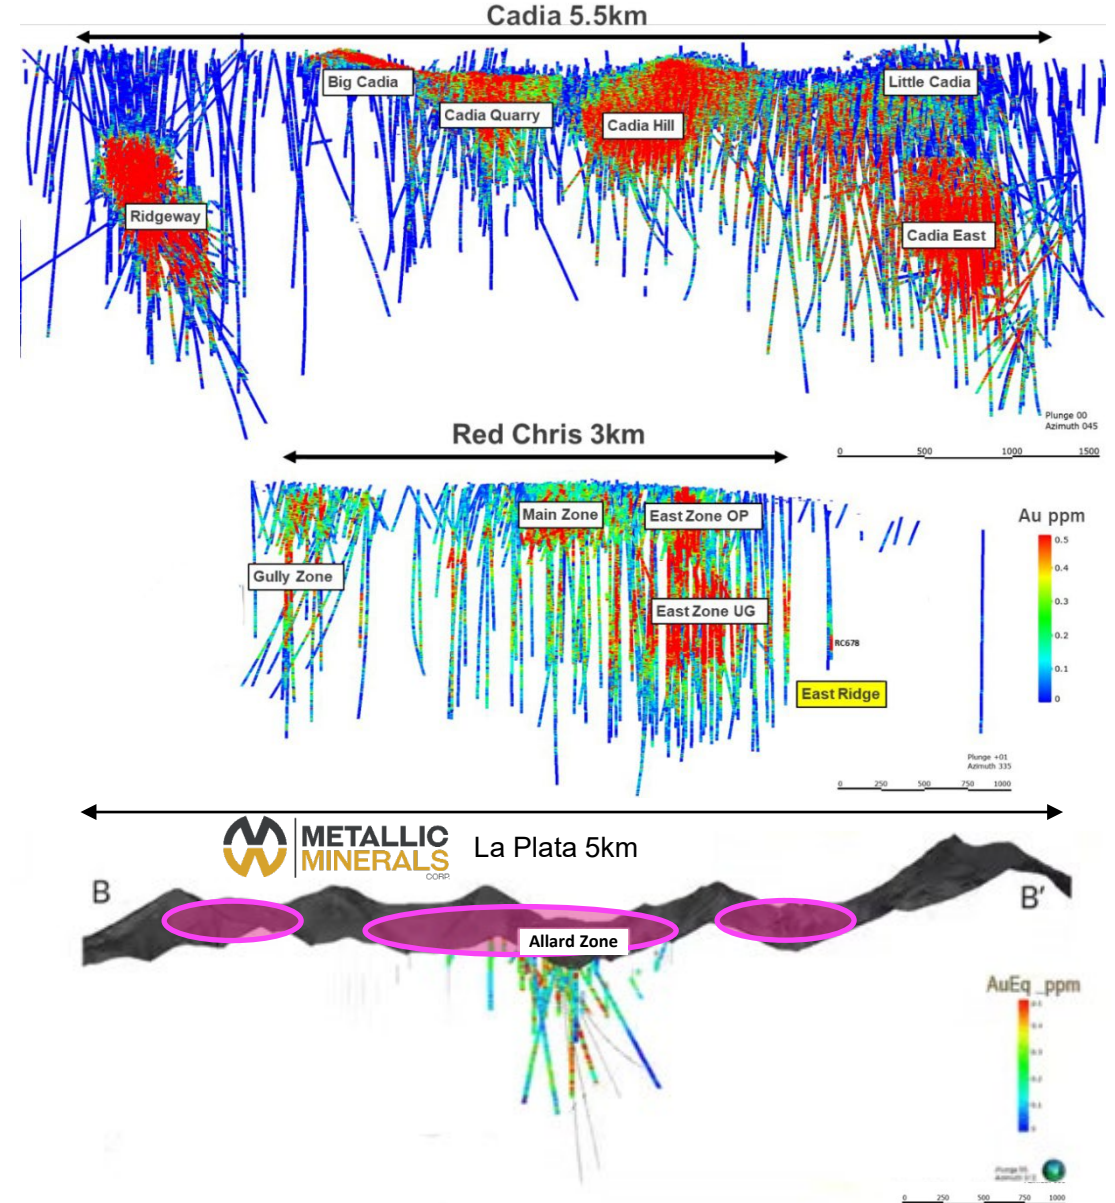 Cadia 5.5km
Big Cadia
Little Cadia
Cadia Quarry
Cadia Hill
Ridgeway
Cadia East
Plunge 00
Azimuth 045
0 500 1000 1500
Red Chris 3km
Main Zone
East Zone OP
Au ppm
0.5
0.4
0.3
0.2
0.1
0
Gully Zone
East Zone UG
RC678
East Ridge
Plunge +01
Azimuth 335
0 250 500 750 1000
METALLIC
MINERALS
CORP.
La Plata 5km
B
B'
Allard Zone
AuEq_ppm
0 250 500 750 1000